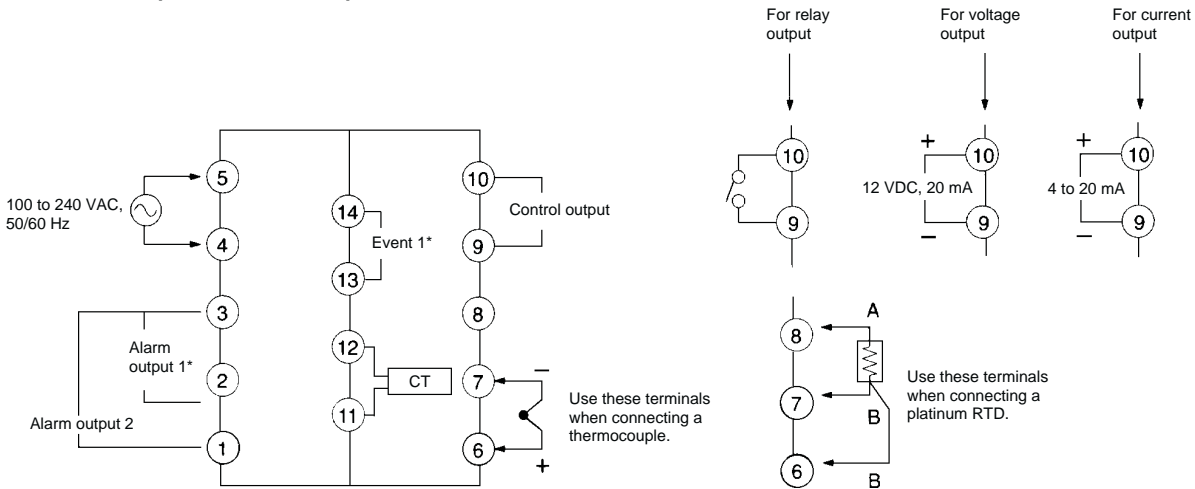 For relay
output
For voltage
output
For current
output
5
10
14
100 to 240 VAC,
50/60 Hz
Control output
Event 1*
4
9
13
3
8
Alarm
output 1*
12
CT
2
7
−
11
Use these terminals
when connecting a
thermocouple.
Alarm output 2
1
6
+
10
9
+
10
12 VDC, 20 mA
9
−
+
10
4 to 20 mA
9
−
A
8
Use these terminals
when connecting a
platinum RTD.
7
B
6
B